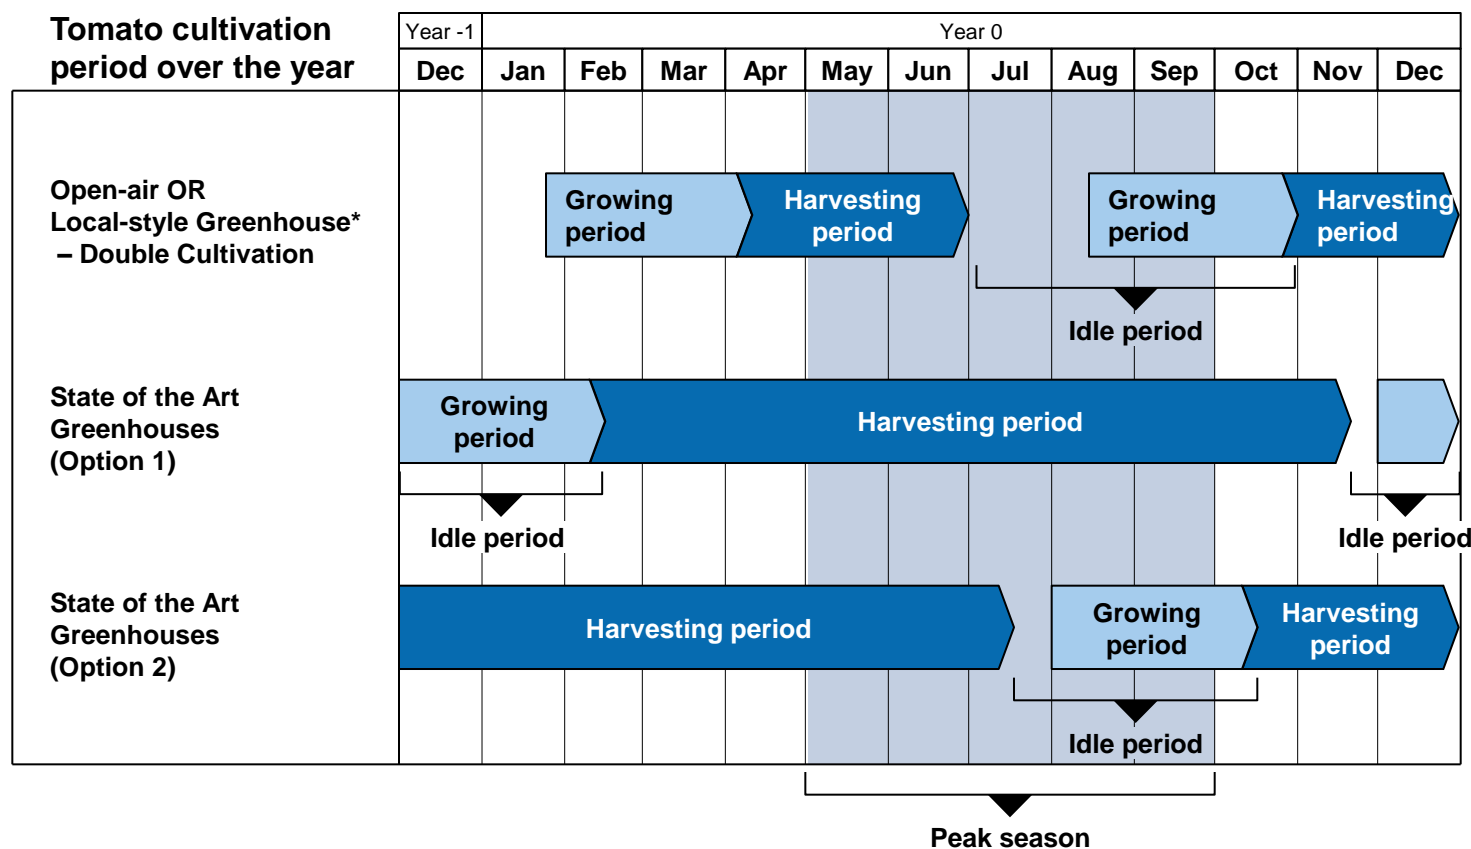 Tomato cultivation
period over the year
Year -1
Year 0
Dec
Jan
Feb
Mar
Apr
May
Jun
Jul
Aug
Sep
Oct
Nov
Dec
Open-air OR
Local-style Greenhouse*
– Double Cultivation
Growing
period
Harvesting
period
Growing
period
Harvesting
period
Idle period
State of the Art
Greenhouses
(Option 1)
Growing
period
Harvesting period
Idle period
Idle period
State of the Art
Greenhouses
(Option 2)
Harvesting period
Growing
period
Harvesting
period
Idle period
Peak season